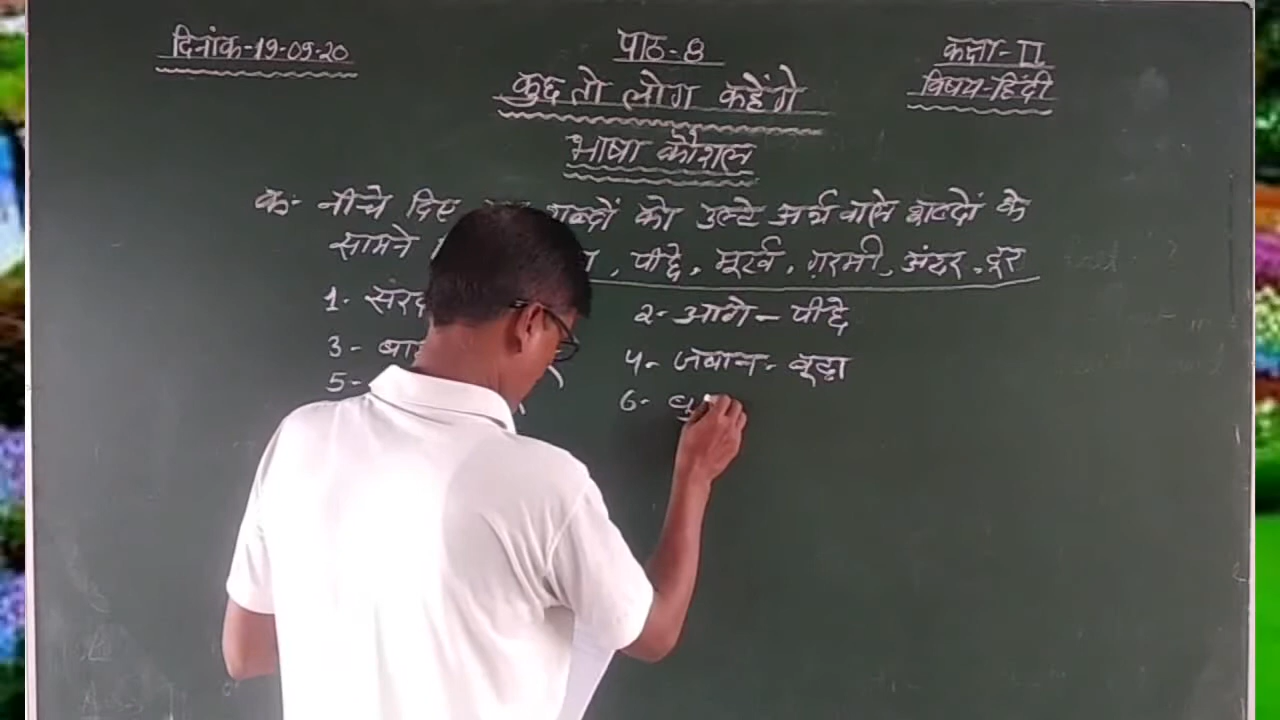 दिनांक-19-09-20
पाठ-8
कक्षा-II
विषय-हिंदी
कुछ तो लोग कहेंगे
भाषा कौशल
क- नीचे दिए शब्दों को उल्टे अर्थ वाले शब्दों के
सामने , पीछे, मूर्ख, ग़रमी, अंदर, दूर
1-
2- आगे - पीछे
3-
4- जवान - बूढ़ा
5-
6-